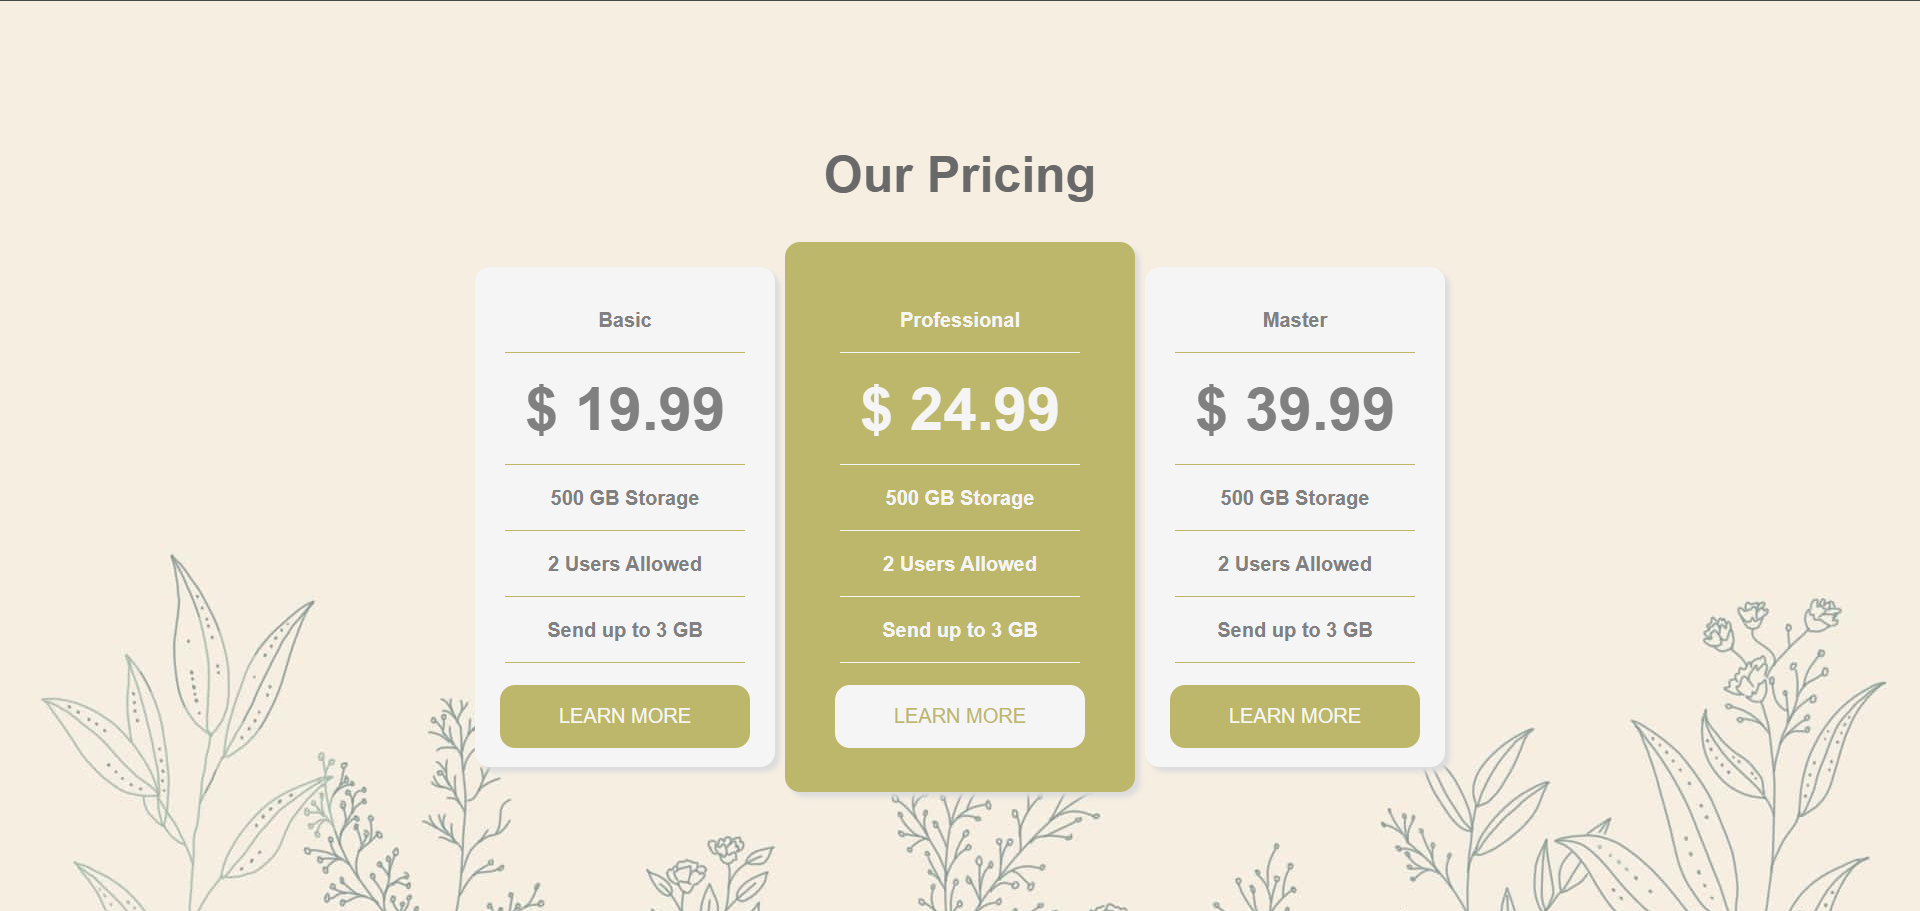 Our Pricing
Basic
$ 19.99
500 GB Storage
2 Users Allowed
Send up to 3 GB
LEARN MORE
Professional
$ 24.99
500 GB Storage
2 Users Allowed
Send up to 3 GB
LEARN MORE
Master
$ 39.99
500 GB Storage
2 Users Allowed
Send up to 3 GB
LEARN MORE